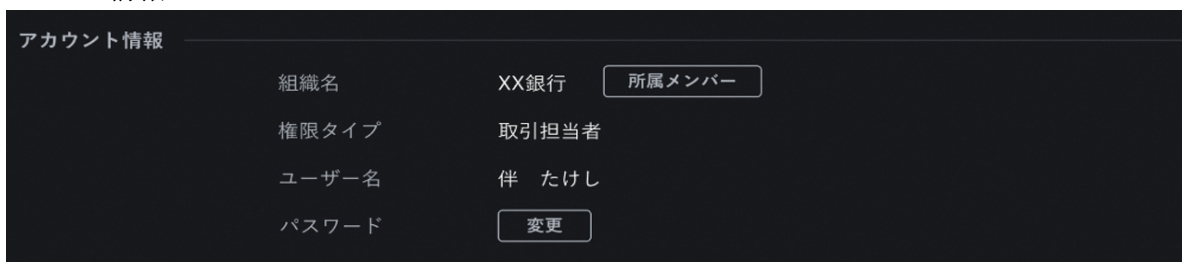 アカウント情報
組織名 XX銀行 所属メンバー
権限タイプ 取引担当者
ユーザー名 伴　たけし
パスワード 変更